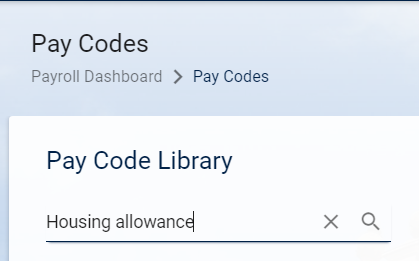 Pay Codes
Payroll Dashboard > Pay Codes
Pay Code Library
Housing allowance